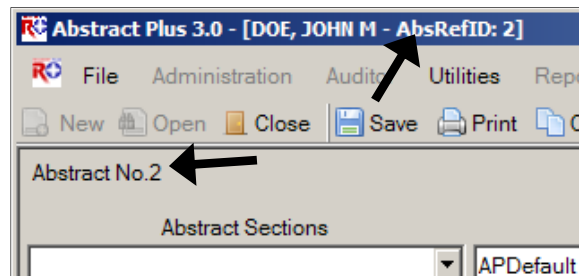 Abstract Plus 3.0 - [DOE, JOHN M - AbsRefID: 2]
File Administration Utilities
New Open Close Save Print
Abstract No.2
Abstract Sections
APDefault